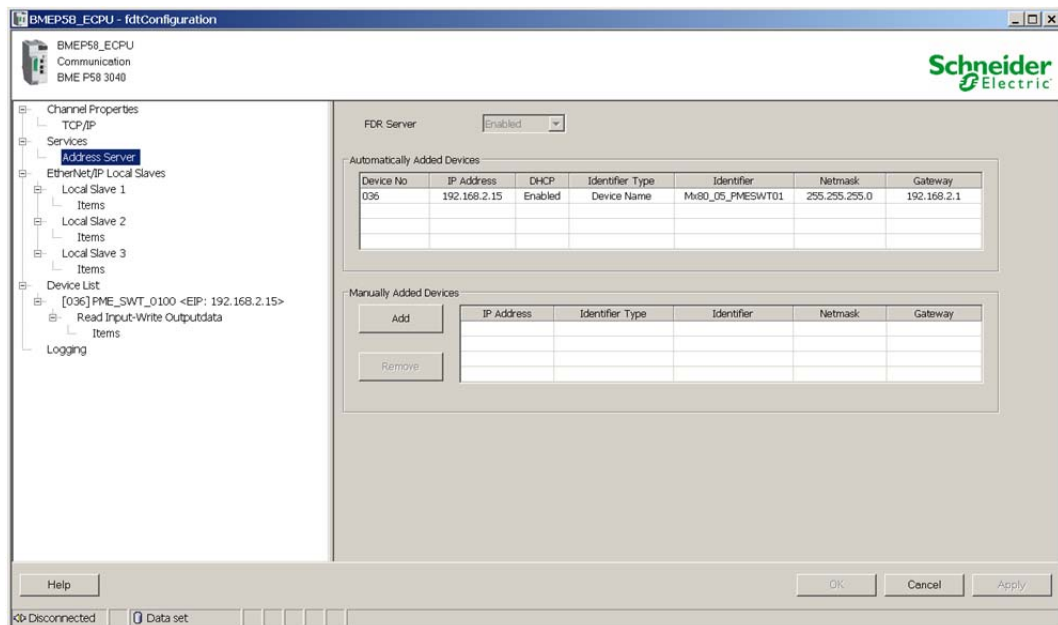 BMEP58_ECPU - fdtConfiguration
BMEP58_ECPU
Communication
BME P58 3040
Schneider
Electric
Channel Properties
TCP/IP
Services
Address Server
EtherNet/IP Local Slaves
Local Slave 1
Items
Local Slave 2
Items
Local Slave 3
Items
Device List
[036] PME_SWT_0100 <EIP: 192.168.2.15>
Read Input-Write Outputdata
Items
Logging
FDR Server Enabled
Automatically Added Devices
Device No IP Address DHCP Identifier Type Identifier Netmask Gateway
036 192.168.2.15 Enabled Device Name Mx80_05_PMESWT01 255.255.255.0 192.168.2.1
Manually Added Devices
Add
Remove
IP Address Identifier Type Identifier Netmask Gateway
Help OK Cancel Apply
Disconnected Data set